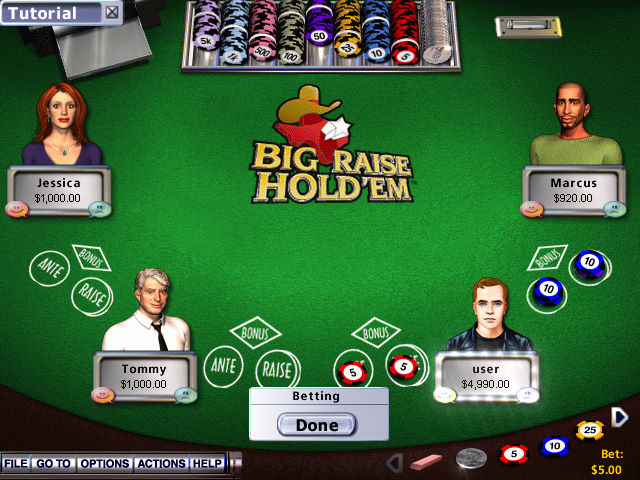 Tutorial
5k
1k
500
100
50
25
10
5
BIG RAISE
HOLD'EM
Jessica
$1,000.00
Marcus
$920.00
BONUS
ANTE
RAISE
BONUS
10
10
Tommy
$1,000.00
BONUS
ANTE
RAISE
BONUS
5
5
user
$4,990.00
Betting
Done
FILE GO TO OPTIONS ACTIONS HELP
5
10
25
Bet:
$5.00